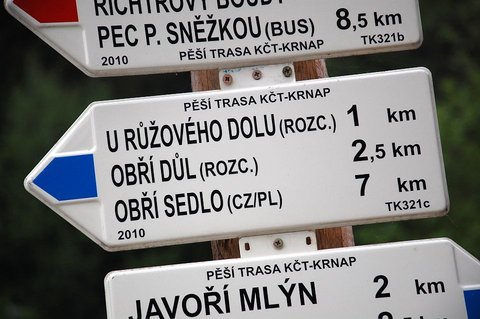 RICHTROVY BOUDY
PEC P. SNĚŽKOU (BUS) 8,5 km
2010 PĚŠÍ TRASA KČT-KRNAP TK321b
PĚŠÍ TRASA KČT-KRNAP
U RŮŽOVÉHO DOLU (ROZC.) 1 km
OBŘÍ DŮL (ROZC.) 2,5 km
OBŘÍ SEDLO (CZ/PL) 7 km
2010 TK321c
PĚŠÍ TRASA KČT-KRNAP
JAVOŘÍ MLÝN 2 km